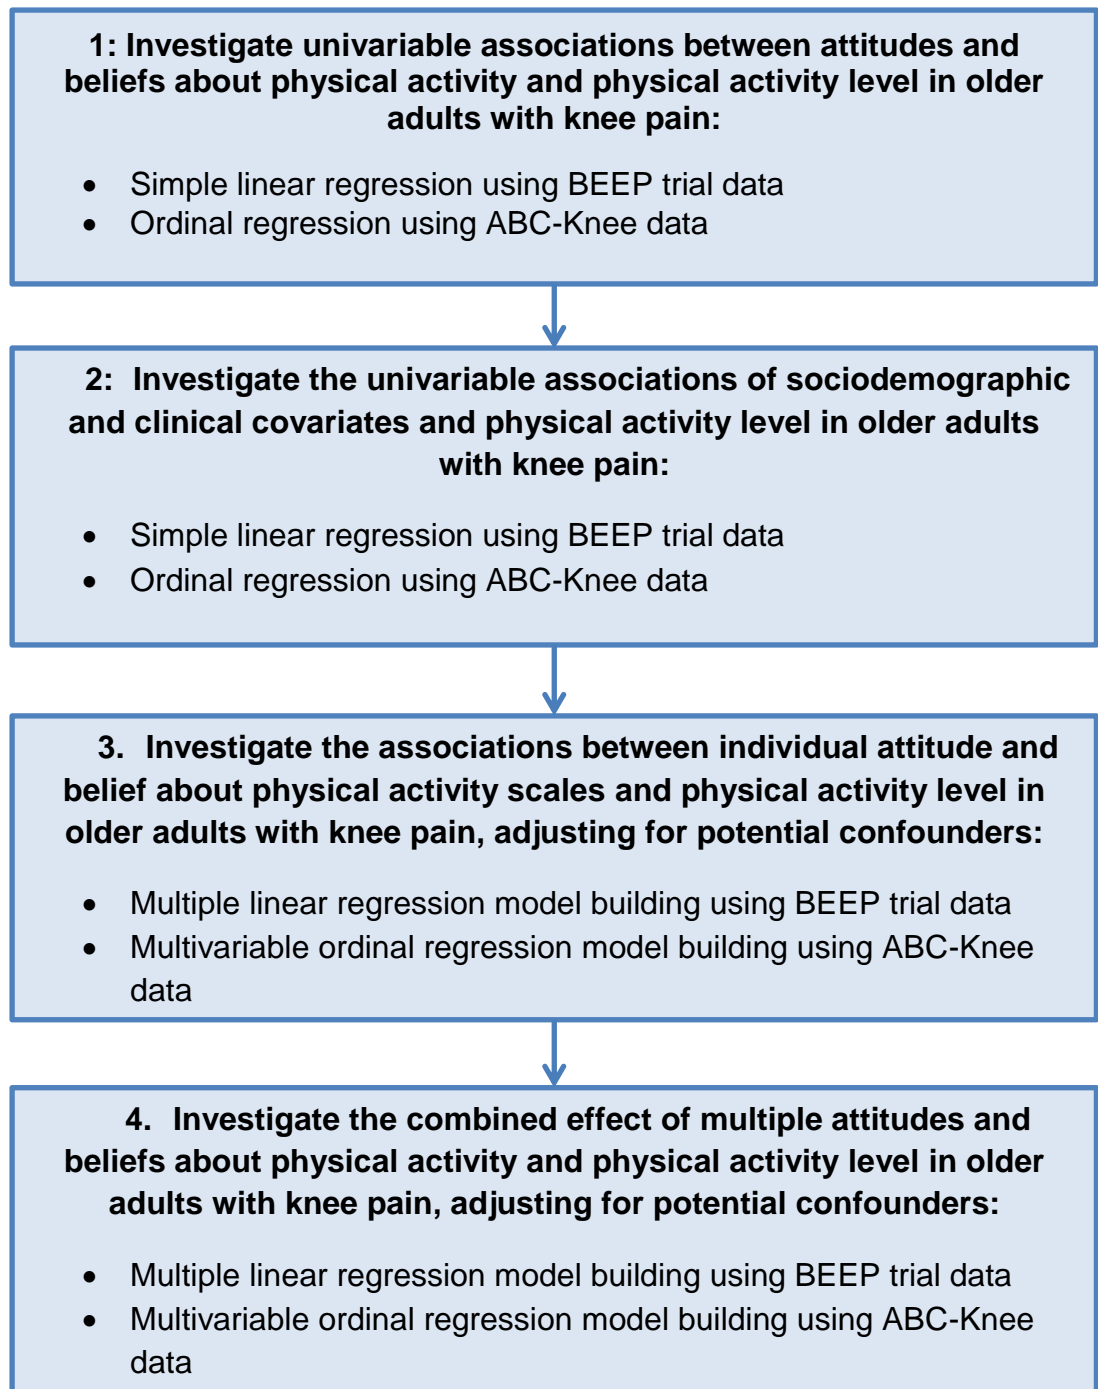 1: Investigate univariable associations between attitudes and
beliefs about physical activity and physical activity level in older
adults with knee pain:
• Simple linear regression using BEEP trial data
• Ordinal regression using ABC-Knee data
2: Investigate the univariable associations of sociodemographic
and clinical covariates and physical activity level in older adults
with knee pain:
• Simple linear regression using BEEP trial data
• Ordinal regression using ABC-Knee data
3. Investigate the associations between individual attitude and
belief about physical activity scales and physical activity level in
older adults with knee pain, adjusting for potential confounders:
• Multiple linear regression model building using BEEP trial data
• Multivariable ordinal regression model building using ABC-Knee
data
4. Investigate the combined effect of multiple attitudes and
beliefs about physical activity and physical activity level in older
adults with knee pain, adjusting for potential confounders:
• Multiple linear regression model building using BEEP trial data
• Multivariable ordinal regression model building using ABC-Knee
data